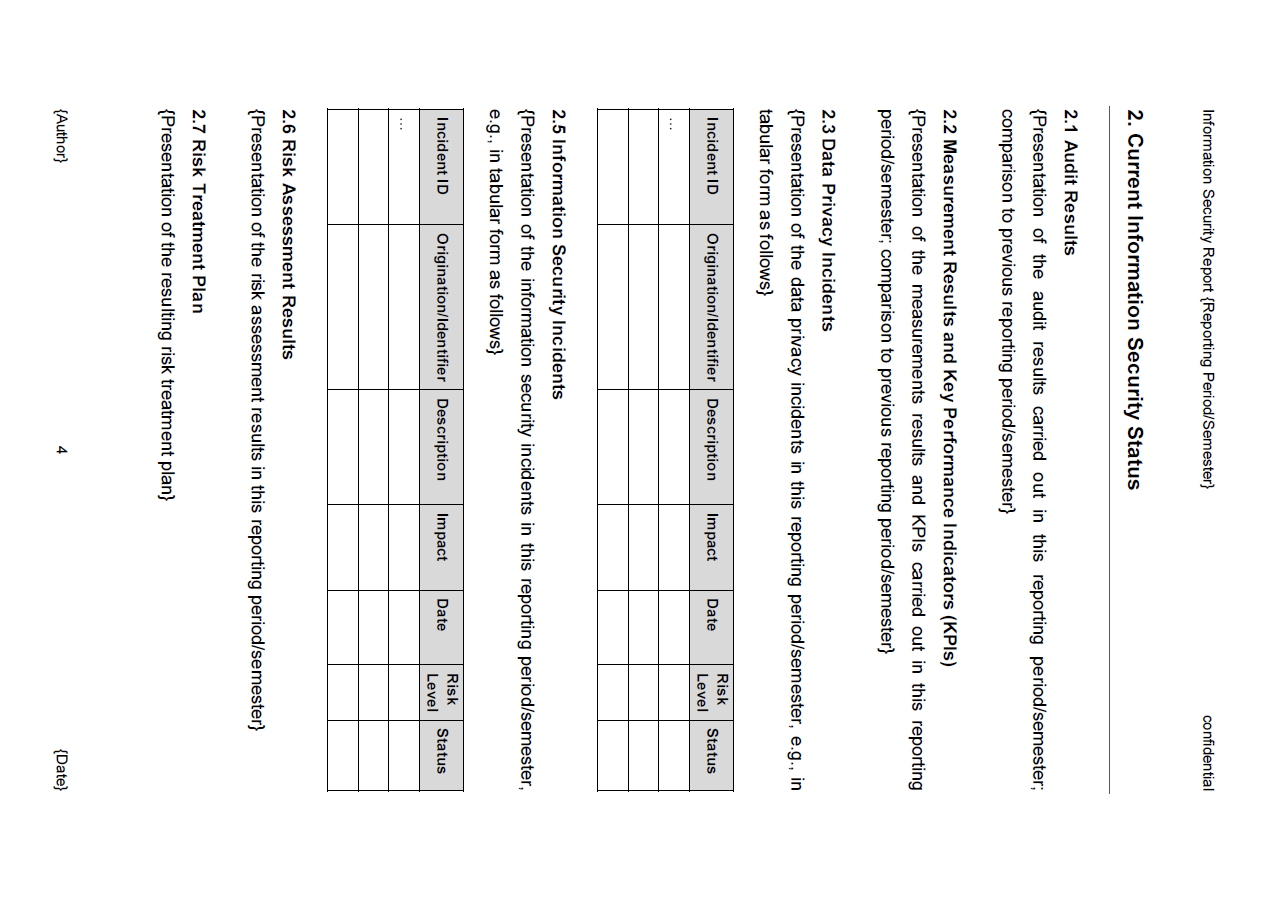 Information Security Report {Reporting Period/Semester} confidential
2. Current Information Security Status
2.1 Audit Results
{Presentation of the audit results carried out in this reporting period/semester;
comparison to previous reporting period/semester}
2.2 Measurement Results and Key Performance Indicators (KPIs)
{Presentation of the measurements results and KPIs carried out in this reporting
period/semester; comparison to previous reporting period/semester}
2.3 Data Privacy Incidents
{Presentation of the data privacy incidents in this reporting period/semester, e.g., in
tabular form as follows}
Incident ID Origination/Identifier Description Impact Date Risk Level Status
...
2.5 Information Security Incidents
{Presentation of the information security incidents in this reporting period/semester,
e.g., in tabular form as follows}
Incident ID Origination/Identifier Description Impact Date Risk Level Status
...
2.6 Risk Assessment Results
{Presentation of the risk assessment results in this reporting period/semester}
2.7 Risk Treatment Plan
{Presentation of the resulting risk treatment plan}
{Author} 4 {Date}